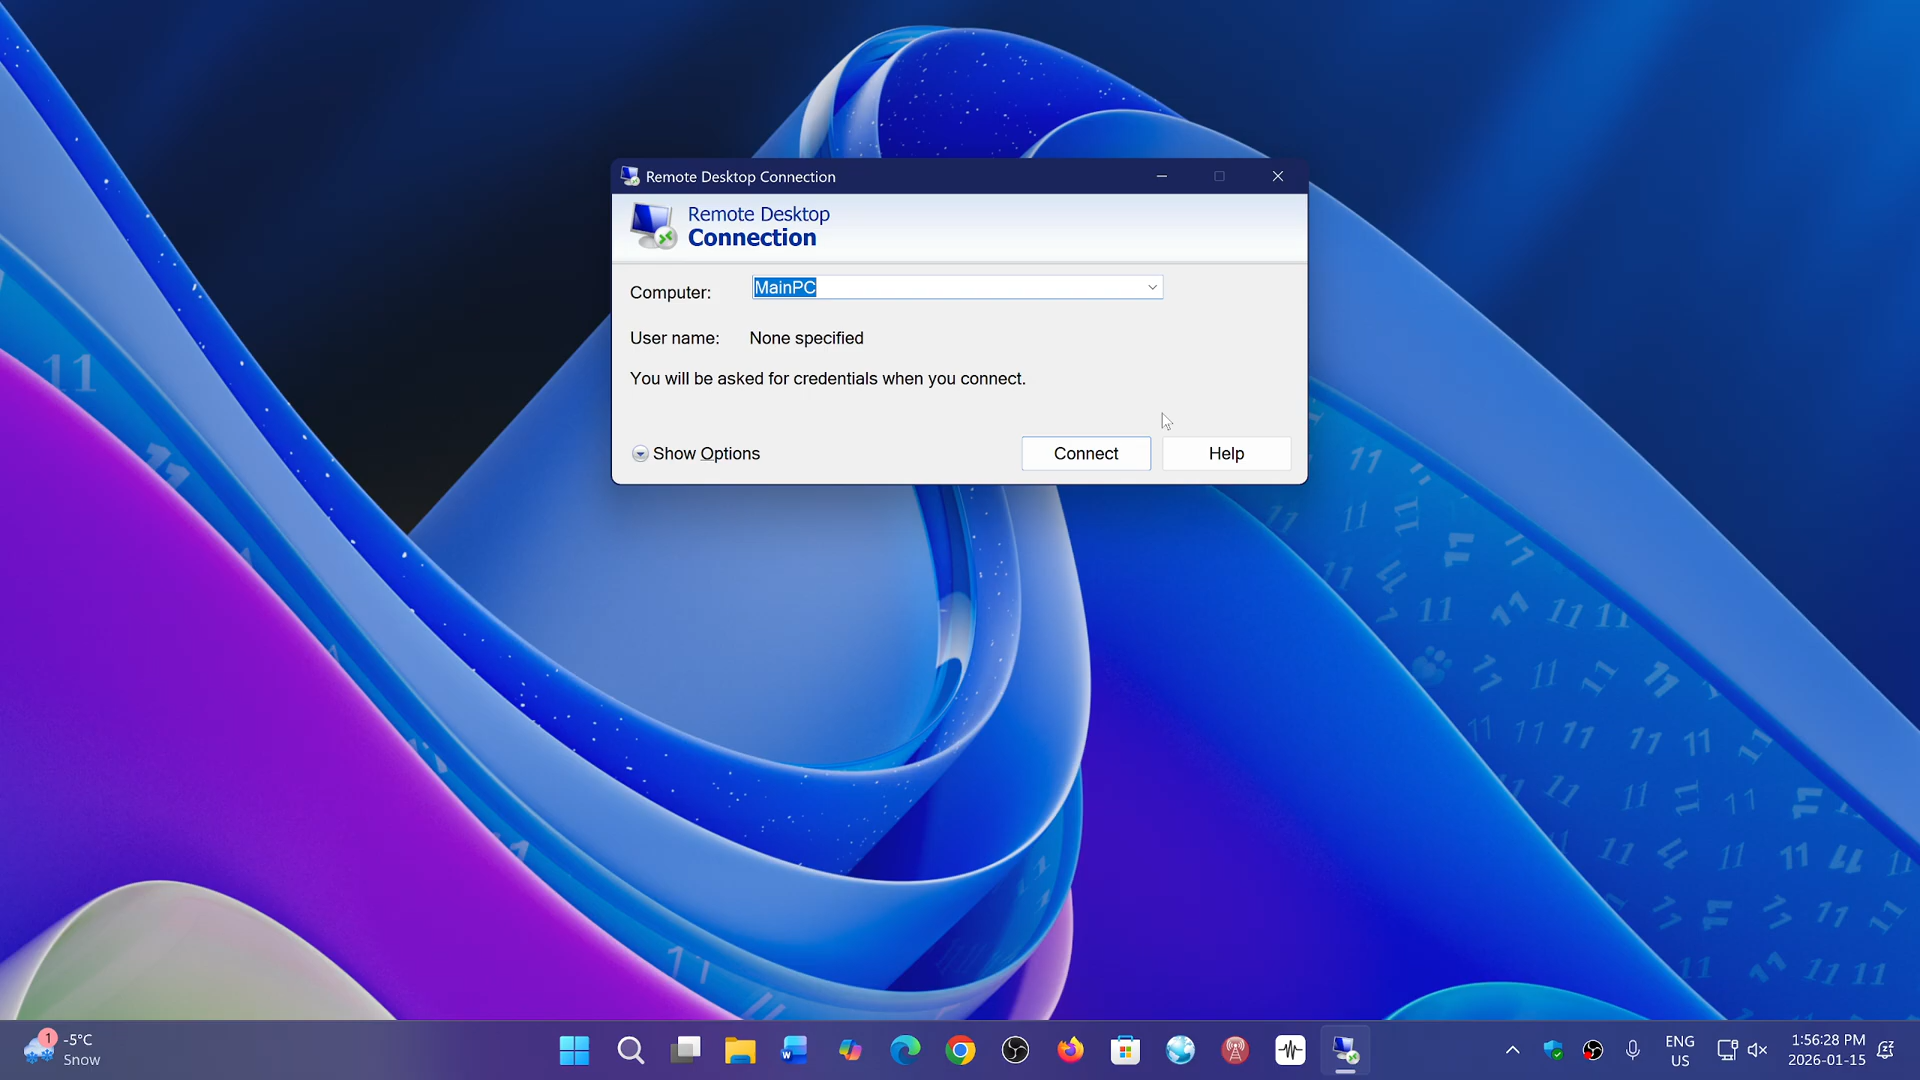 Remote Desktop Connection
Remote Desktop
Connection
Computer:
MainPC
User name:
None specified
You will be asked for credentials when you connect.
Show Options
Connect
Help
1
-5°C
Snow
ENG
US
1:56:28 PM
2026-01-15